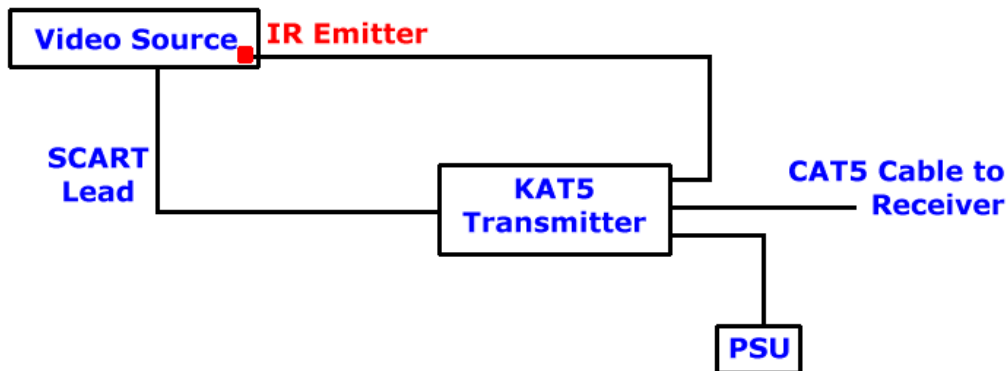 Video Source
IR Emitter
SCART
Lead
KAT5
Transmitter
CAT5 Cable to
Receiver
PSU